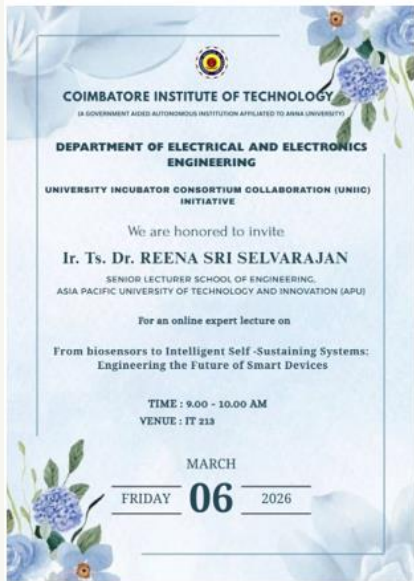 COIMBATORE INSTITUTE OF TECHNOLOGY
(A GOVERNMENT AIDED AUTONOMOUS INSTITUTION AFFILIATED TO ANNA UNIVERSITY)
DEPARTMENT OF ELECTRICAL AND ELECTRONICS
ENGINEERING
UNIVERSITY INCUBATOR CONSORTIUM COLLABORATION (UNIIC)
INITIATIVE
We are honored to invite
Ir. Ts. Dr. REENA SRI SELVARAJAN
SENIOR LECTURER SCHOOL OF ENGINEERING,
ASIA PACIFIC UNIVERSITY OF TECHNOLOGY AND INNOVATION (APU)
For an online expert lecture on
From biosensors to Intelligent Self -Sustaining Systems:
Engineering the Future of Smart Devices
TIME : 9.00 - 10.00 AM
VENUE : IT 213
MARCH
FRIDAY 06 2026